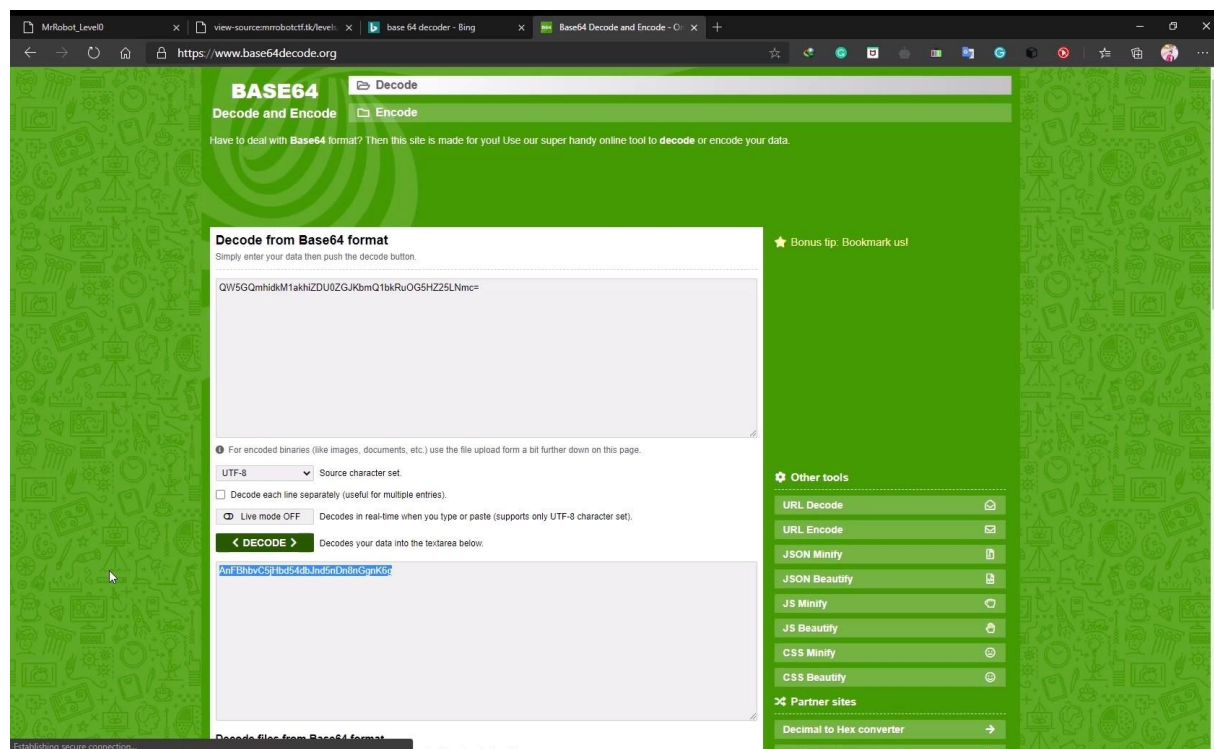 MrRobot_Level0
view-source:mrrobotctf.tk/levels
base 64 decoder - Bing
Base64 Decode and Encode - O
https://www.base64decode.org
BASE64
Decode and Encode
Decode
Encode
Have to deal with Base64 format? Then this site is made for you! Use our super handy online tool to decode or encode your data.
Decode from Base64 format
Simply enter your data then push the decode button.
QW5GQmhidkM1akhiZDU0ZGJKbmQ1bkRuOG5HZ25LNmc=
For encoded binaries (like images, documents, etc.) use the file upload form a bit further down on this page.
UTF-8
Source character set.
Decode each line separately (useful for multiple entries).
Live mode OFF
Decodes in real-time when you type or paste (supports only UTF-8 character set).
< DECODE >
Decodes your data into the textarea below.
AnFBhbvC5jHbd54dbJnd5nDn8nGgnK6g
Bonus tip: Bookmark us!
Other tools
URL Decode
URL Encode
JSON Minify
JSON Beautify
JS Minify
JS Beautify
CSS Minify
CSS Beautify
Partner sites
Decimal to Hex converter
Decode files from Base64 format
Establishing secure connection...